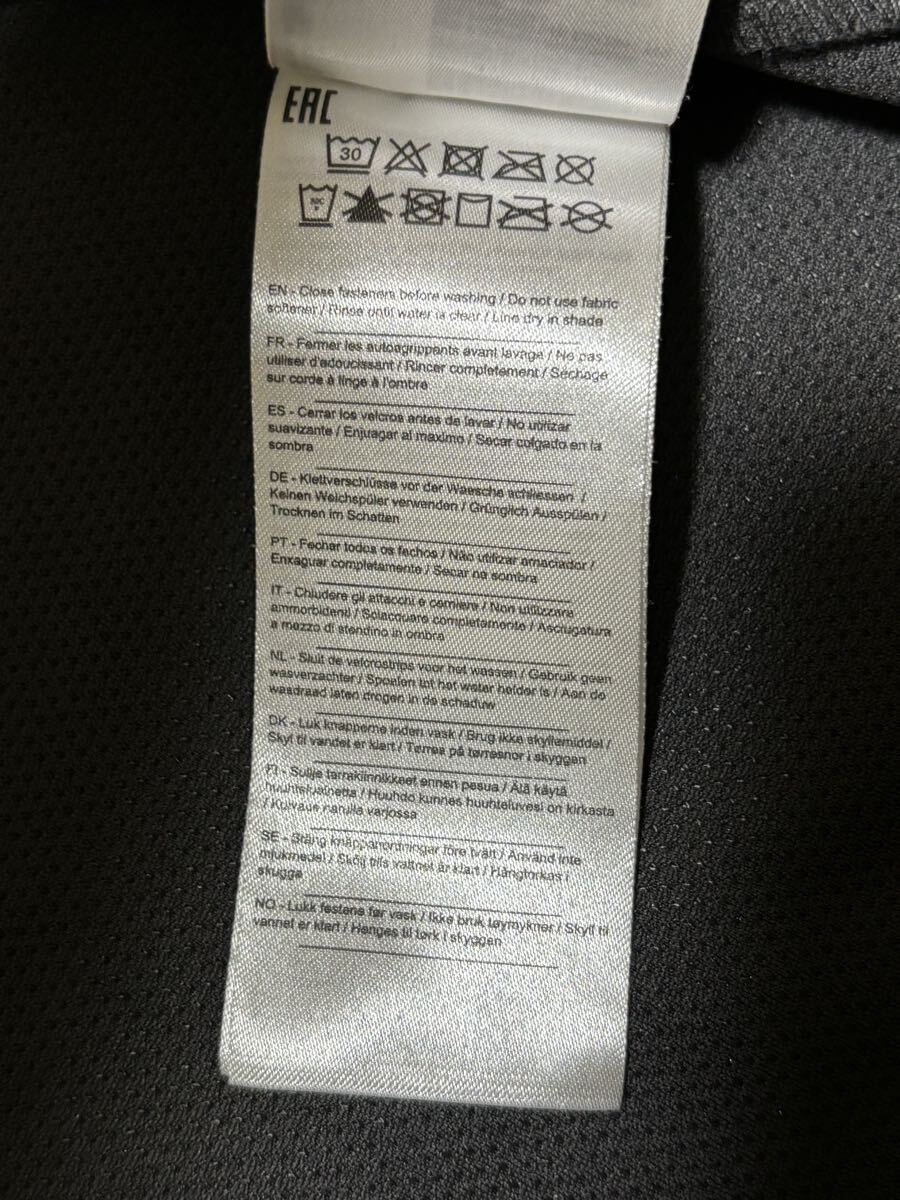 EAC
30
30C
EN - Close fasteners before washing / Do not use fabric
softener / Rinse until water is clear / Line dry in shade
FR - Fermer les autoagrippants avant lavage / Ne pas
utiliser d'adoucissant / Rincer completement / Séchage
sur corde à linge à l'ombre
ES - Cerrar los velcros antes de lavar / No utilizar
suavizante / Enjuagar al maximo / Secar colgado en la
sombra
DE - Klettverschlüsse vor der Waesche schliessen /
Keinen Weichspüler verwenden / Grünglich Ausspülen /
Trocknen im Schatten
PT - Fechar todos os fechos / Não utilizar amaciador /
Enxaguar completamente / Secar na sombra
IT - Chiudere gli attacchi e cerniere / Non utilizzare
ammorbidenti / Sciacquare completamente / Asciugatura
a mezzo di stendino in ombra
NL - Sluit de velcrostrips voor het wassen / Gebruik geen
wasverzachter / Spoelen tot het water helder is / Aan de
wasdraad laten drogen in de schaduw
DK - Luk knapperne inden vask / Brug ikke skyllemiddel /
Skyl til vandet er klart / Tørres på tørresnor i skyggen
FI - Sulje tarrakiinnikkeet ennen pesua / Älä käytä
huuhteluainetta / Huuhdo kunnes huuhteluvesi on kirkasta
/ Kuivaus narulla varjossa
SE - Stäng knäppanordningar före tvätt / Använd inte
mjukmedel / Skölj tills vattnet är klart / Hängtorkas i
skugga
NO - Lukk festene før vask / Ikke bruk tøymykner / Skyll til
vannet er klart / Henges til tørk i skyggen